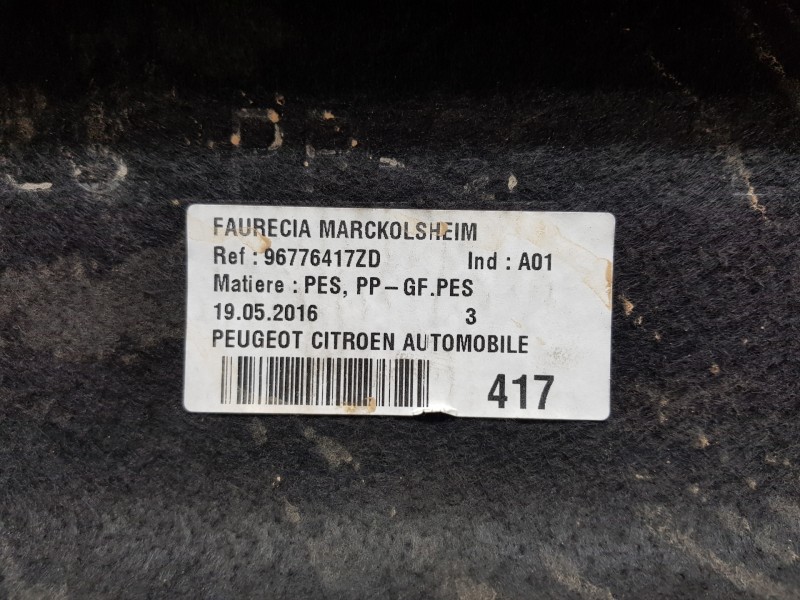 FAURECIA MARCKOLSHEIM
Ref : 96776417ZD Ind : A01
Matiere : PES, PP-GF.PES
19.05.2016 3
PEUGEOT CITROEN AUTOMOBILE
417